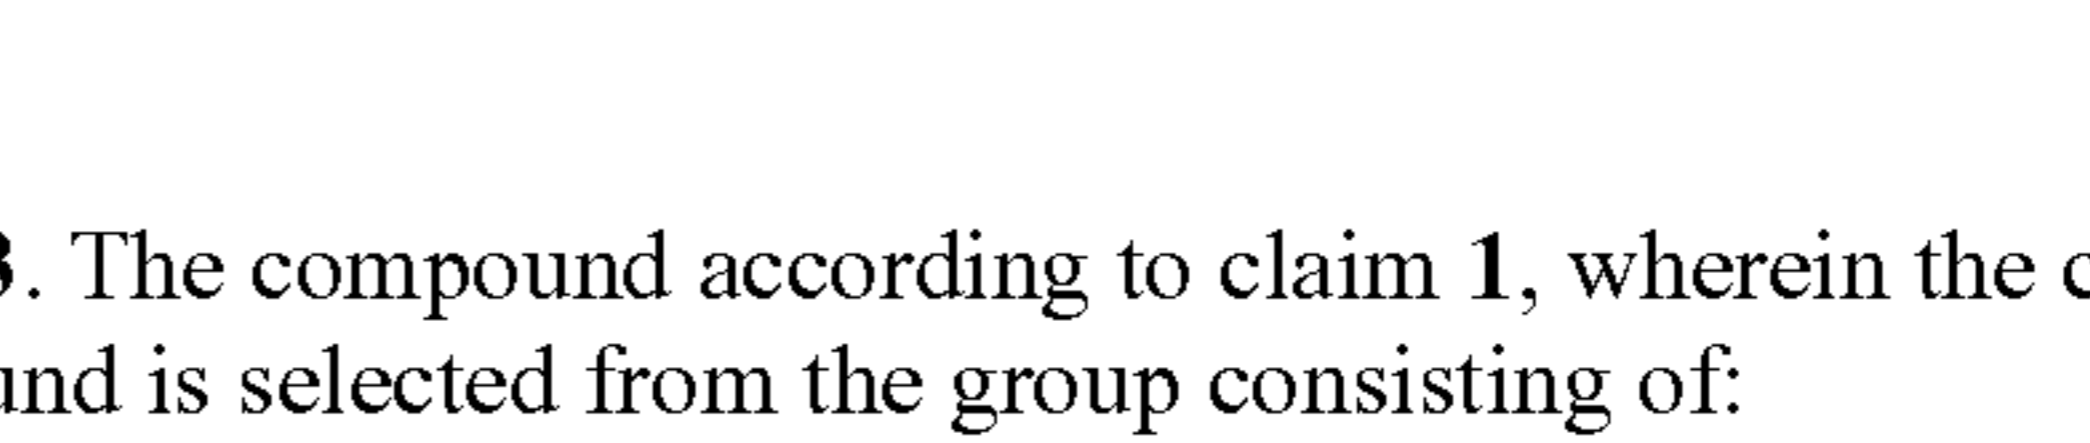 . The compound according to claim 1, wherein the
is selected from the group consisting of: